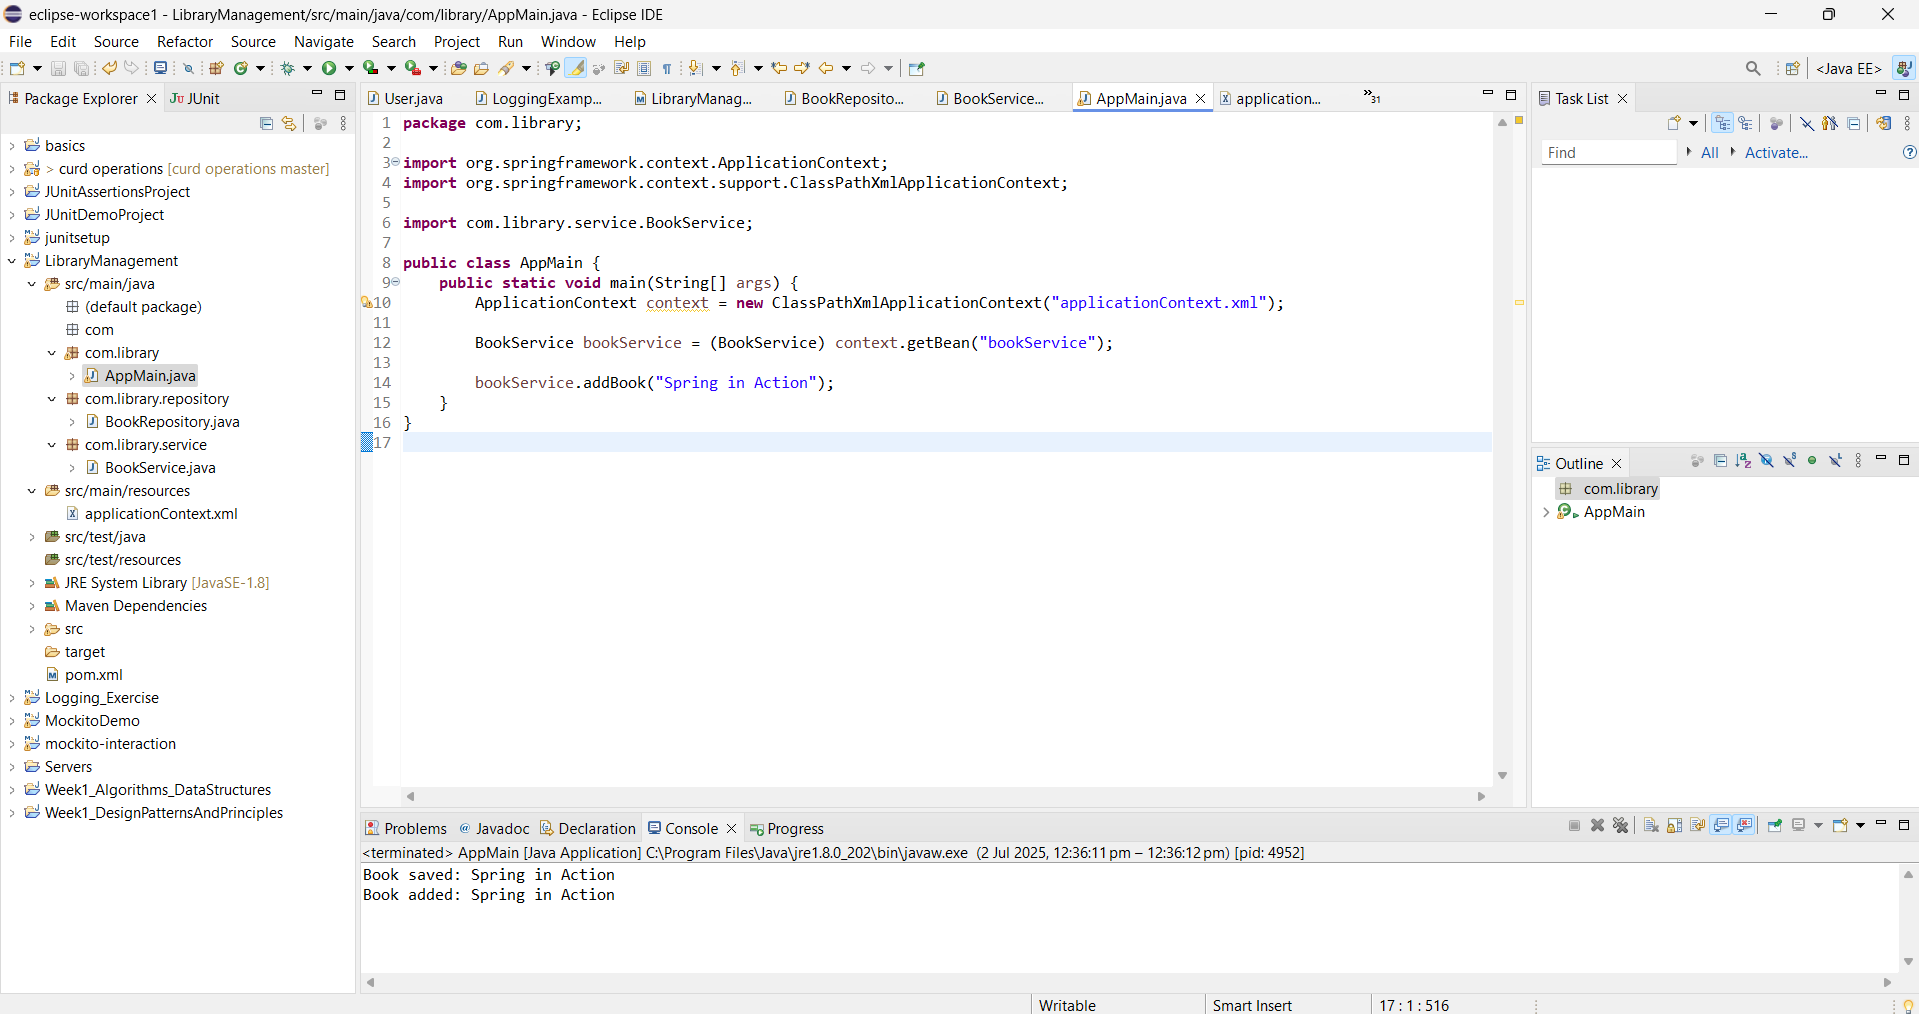 eclipse-workspace1 - LibraryManagement/src/main/java/com/library/AppMain.java - Eclipse IDE
File Edit Source Refactor Source Navigate Search Project Run Window Help
<Java EE>
Package Explorer JUnit
basics
> curd operations [curd operations master]
JUnitAssertionsProject
JUnitDemoProject
junitsetup
LibraryManagement
src/main/java
(default package)
com
com.library
AppMain.java
com.library.repository
BookRepository.java
com.library.service
BookService.java
src/main/resources
applicationContext.xml
src/test/java
src/test/resources
JRE System Library [JavaSE-1.8]
Maven Dependencies
src
target
pom.xml
Logging_Exercise
MockitoDemo
mockito-interaction
Servers
Week1_Algorithms_DataStructures
Week1_DesignPatternsAndPrinciples
User.java LoggingExamp... LibraryManag... BookReposito... BookService... AppMain.java application... »31
1 package com.library;
2
3 import org.springframework.context.ApplicationContext;
4 import org.springframework.context.support.ClassPathXmlApplicationContext;
5
6 import com.library.service.BookService;
7
8 public class AppMain {
9 public static void main(String[] args) {
10 ApplicationContext context = new ClassPathXmlApplicationContext("applicationContext.xml");
11
12 BookService bookService = (BookService) context.getBean("bookService");
13
14 bookService.addBook("Spring in Action");
15 }
16 }
17
Task List
Find All Activate...
Outline
com.library
AppMain
Problems Javadoc Declaration Console Progress
<terminated> AppMain [Java Application] C:\Program Files\Java\jre1.8.0_202\bin\javaw.exe (2 Jul 2025, 12:36:11 pm – 12:36:12 pm) [pid: 4952]
Book saved: Spring in Action
Book added: Spring in Action
Writable Smart Insert 17 : 1 : 516